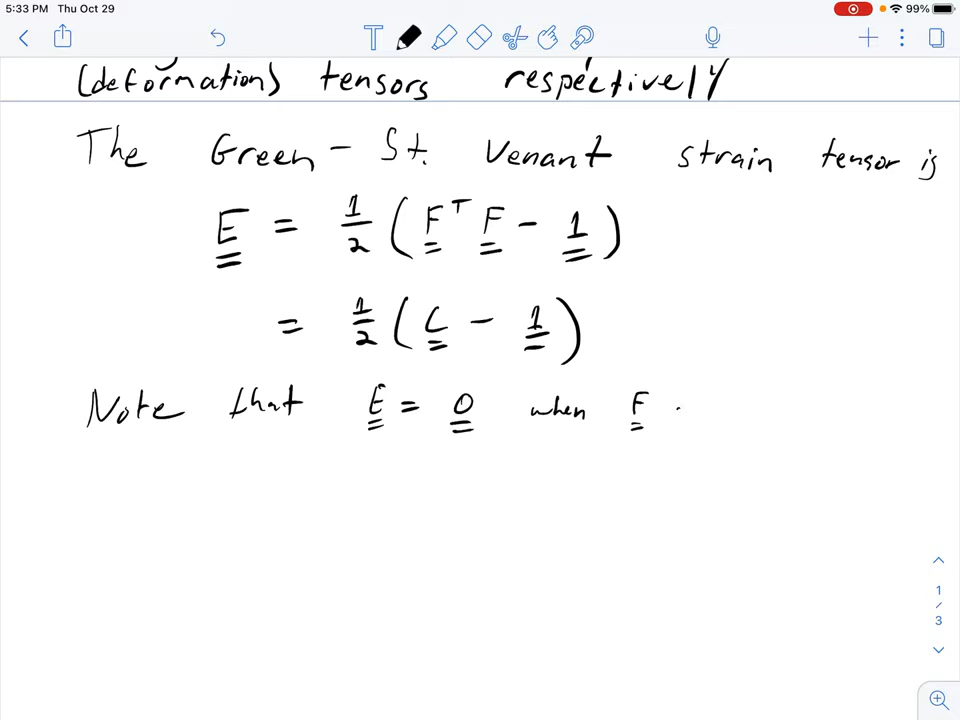 5:33 PM Thu Oct 29 99%
(deformation) tensors respectively
The Green - St. Venant strain tensor is
E = 1/2 (F^T F - 1)
= 1/2 (C - 1)
Note that E = 0 when F
1
/
3